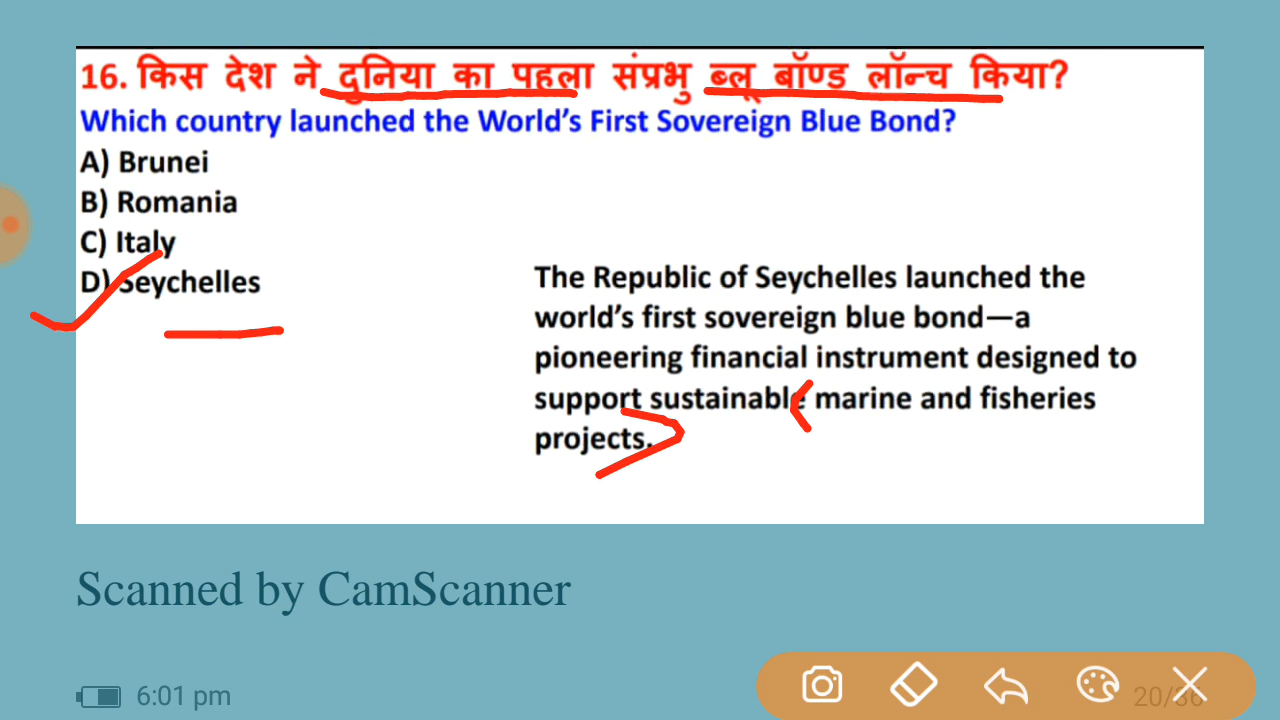 16. किस देश ने दुनिया का पहला संप्रभु ब्लू बॉण्ड लॉन्च किया?
Which country launched the World's First Sovereign Blue Bond?
A) Brunei
B) Romania
C) Italy
D) Seychelles
The Republic of Seychelles launched the
world's first sovereign blue bond—a
pioneering financial instrument designed to
support sustainable marine and fisheries
projects.
Scanned by CamScanner
6:01 pm
20/36